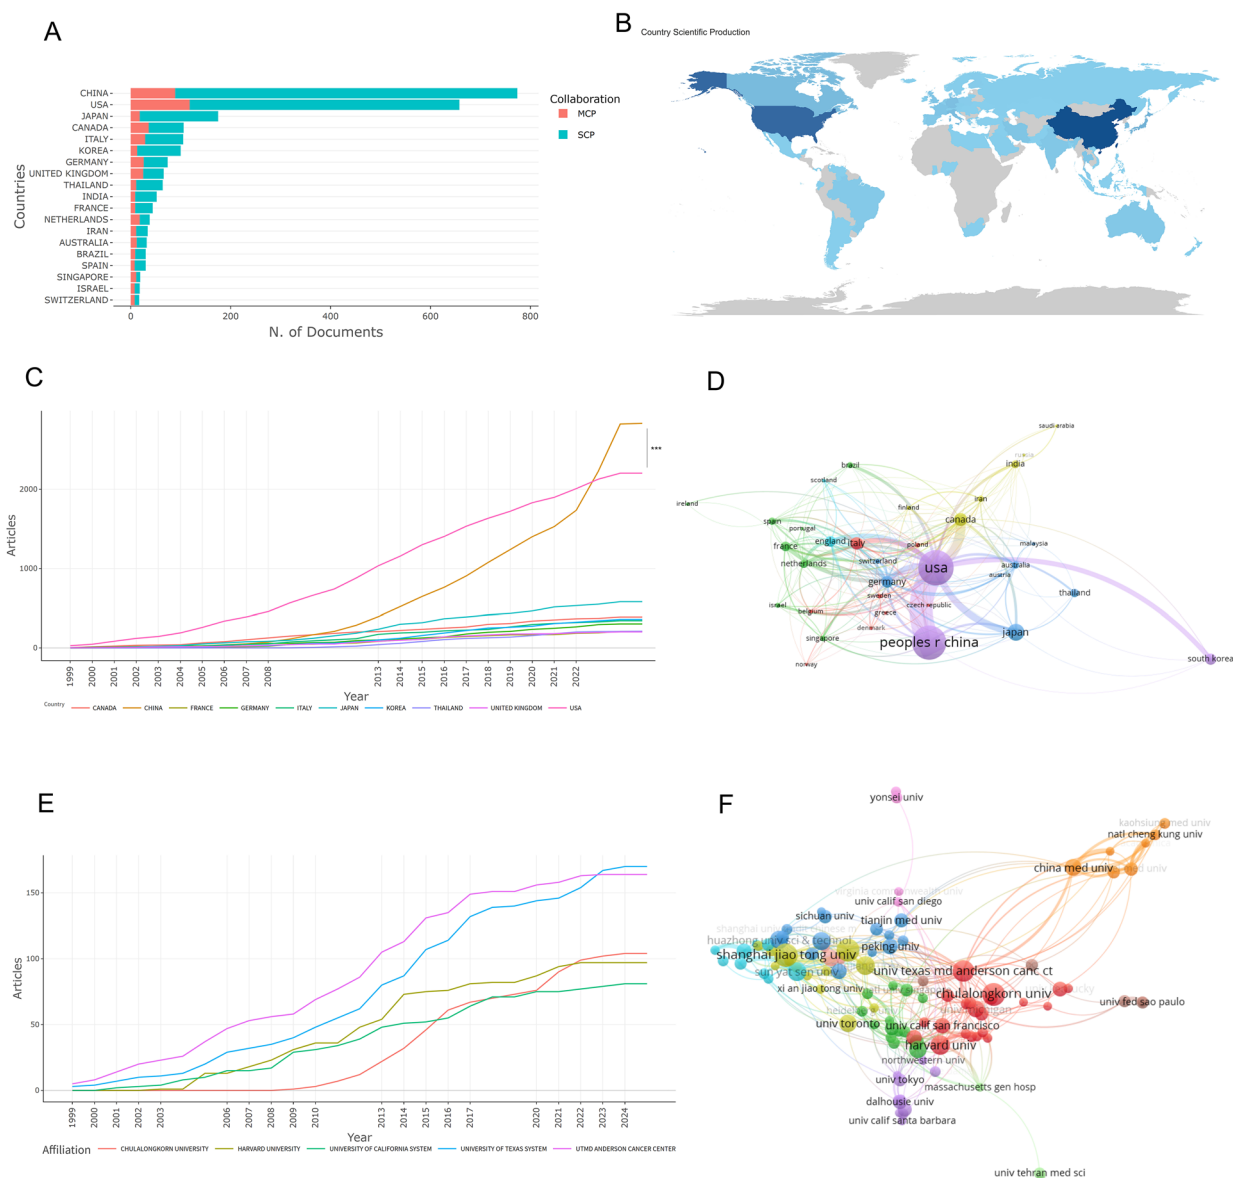 A
CHINA
USA
JAPAN
CANADA
ITALY
KOREA
GERMANY
UNITED KINGDOM
THAILAND
INDIA
FRANCE
NETHERLANDS
IRAN
AUSTRALIA
BRAZIL
SPAIN
SINGAPORE
ISRAEL
SWITZERLAND
Countries
0 200 400 600 800
N. of Documents
Collaboration
MCP
SCP
B
Country Scientific Production
C
Articles
2000
1000
0
***
1999 2000 2001 2002 2003 2004 2005 2006 2007 2008 2013 2014 2015 2016 2017 2018 2019 2020 2021 2022
Year
Country CANADA CHINA FRANCE GERMANY ITALY JAPAN KOREA THAILAND UNITED KINGDOM USA
D
saudi arabia
russia
india
brazil
scotland
iran
ireland
finland
spain
portugal
canada
england
italy
poland
malaysia
france
netherlands
switzerland
usa
australia
austria
germany
thailand
sweden
israel
belgium
czech republic
greece
denmark
singapore
japan
peoples r china
norway
south korea
E
Articles
150
100
50
0
1999 2000 2001 2002 2003 2006 2007 2008 2009 2010 2013 2014 2015 2016 2017 2020 2021 2022 2023 2024
Year
Affiliation CHULALONGKORN UNIVERSITY HARVARD UNIVERSITY UNIVERSITY OF CALIFORNIA SYSTEM UNIVERSITY OF TEXAS SYSTEM UTMD ANDERSON CANCER CENTER
F
yonsei univ
kaohsiung med univ
natl cheng kung univ
china med univ
med univ
virginia commonwealth univ
univ calif san diego
sichuan univ
tianjin med univ
huazhong univ sci & technol
peking univ
shanghai jiao tong univ
sun yat sen univ
univ texas md anderson canc ct
xi an jiao tong univ
chulalongkorn univ
univ fed sao paulo
univ toronto
univ calif san francisco
harvard univ
northwestern univ
univ tokyo
massachusetts gen hosp
dalhousie univ
univ calif santa barbara
univ tehran med sci